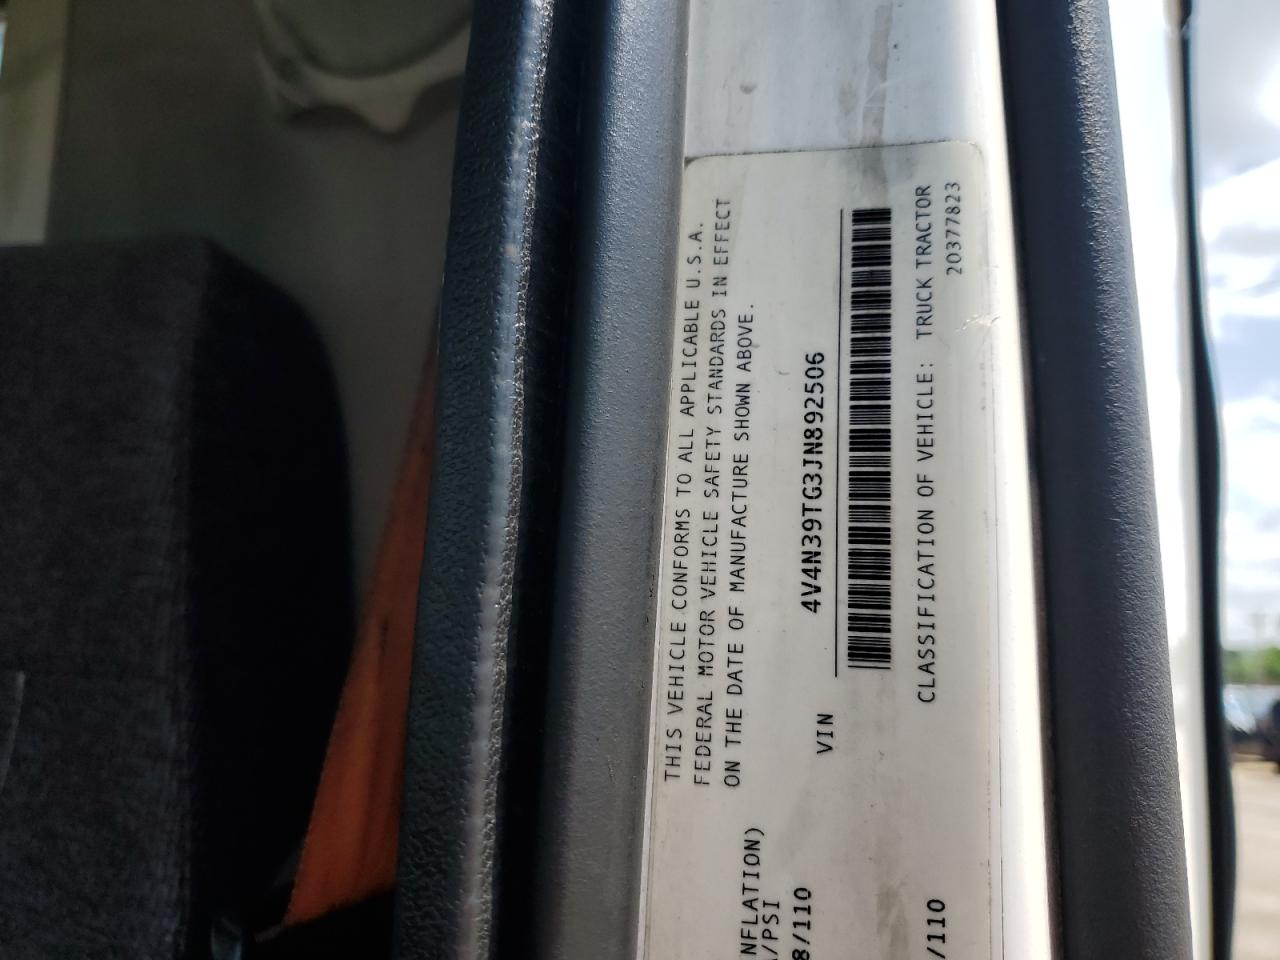 THIS VEHICLE CONFORMS TO ALL APPLICABLE U.S.A.
FEDERAL MOTOR VEHICLE SAFETY STANDARDS IN EFFECT
ON THE DATE OF MANUFACTURE SHOWN ABOVE.
NFLATION)
/PSI
8/110
VIN 4V4N39TG3JN892506
CLASSIFICATION OF VEHICLE: TRUCK TRACTOR
20377823
/110